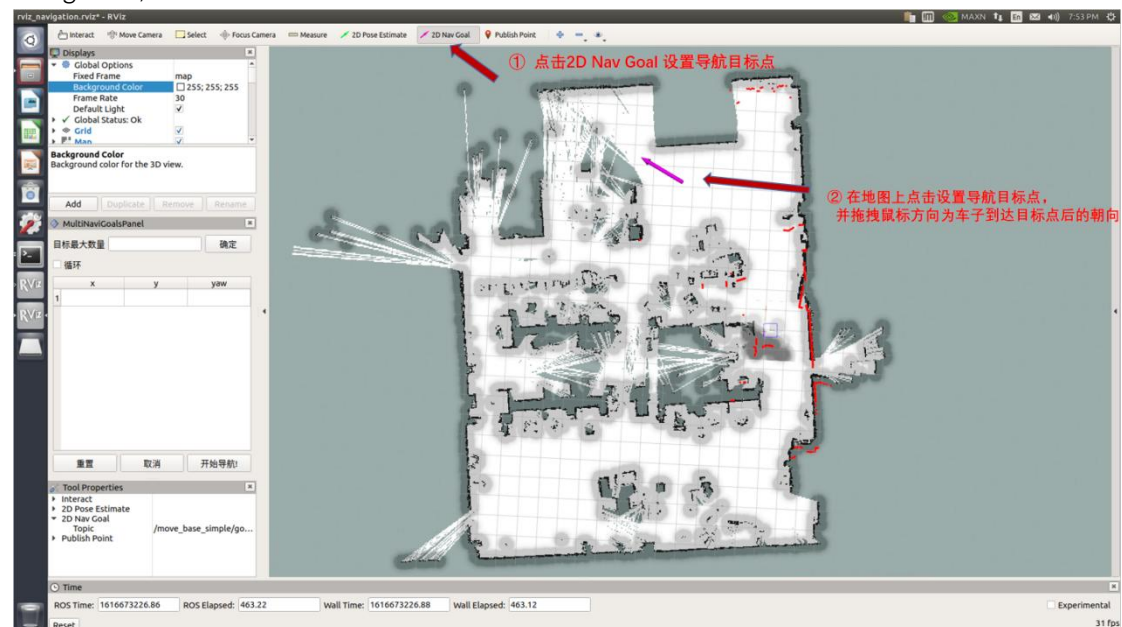 rviz_navigation.rviz* - RViz
MAXN
En
7:53 PM
Interact
Move Camera
Select
Focus Camera
Measure
2D Pose Estimate
2D Nav Goal
Publish Point
Displays
Global Options
Fixed Frame map
Background Color 255; 255; 255
Frame Rate 30
Default Light
Global Status: Ok
Grid
Map
Background Color
Background color for the 3D view.
Add
Duplicate
Remove
Rename
MultiNaviGoalsPanel
目标最大数量
确定
循环
x y yaw
1
重置
取消
开始导航!
Tool Properties
Interact
2D Pose Estimate
2D Nav Goal
Topic /move_base_simple/go...
Publish Point
① 点击2D Nav Goal 设置导航目标点
② 在地图上点击设置导航目标点，
并拖拽鼠标方向为车子到达目标点后的朝向
RViz
RViz
Time
ROS Time: 1616673226.86 ROS Elapsed: 463.22 Wall Time: 1616673226.88 Wall Elapsed: 463.12
Experimental
Reset
31 fps